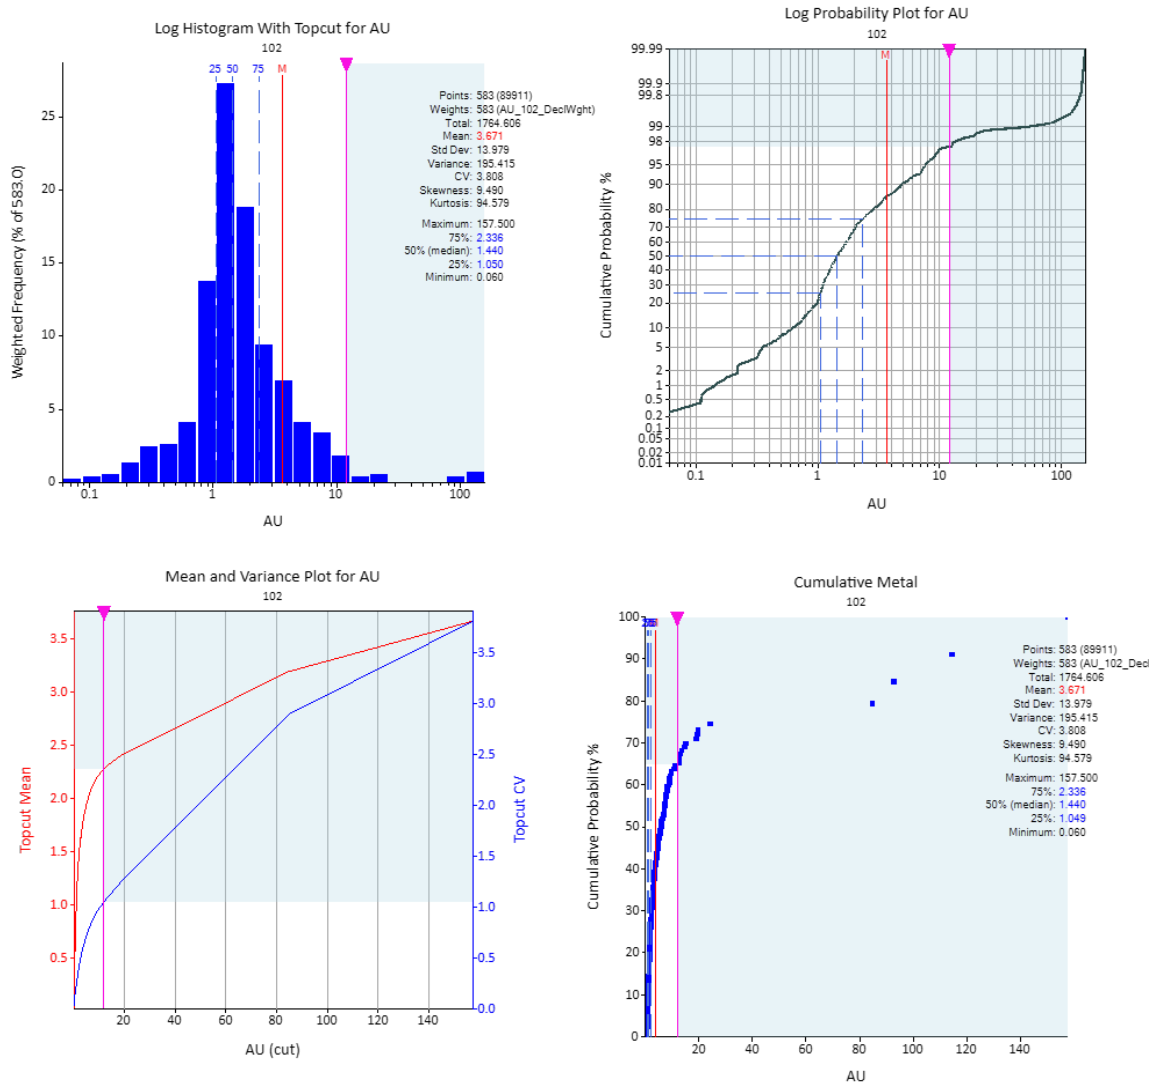 Log Histogram With Topcut for AU
102
25 50 75 M
Points: 583 (89911)
Weights: 583 (AU_102_DeclWght)
Total: 1764.606
Mean: 3.671
Std Dev: 13.979
Variance: 195.415
CV: 3.808
Skewness: 9.490
Kurtosis: 94.579
Maximum: 157.500
75%: 2.336
50% (median): 1.440
25%: 1.050
Minimum: 0.060
Weighted Frequency (% of 583.0)
25
20
15
10
5
0
0.1 1 10 100
AU
Log Probability Plot for AU
102
M
Cumulative Probability %
99.99
99.9
99.8
99
98
95
90
80
70
60
50
40
30
20
10
5
2
1
0.5
0.2
0.1
0.05
0.02
0.01
0.1 1 10 100
AU
Mean and Variance Plot for AU
102
Topcut Mean
3.5
3.0
2.5
2.0
1.5
1.0
0.5
Topcut CV
3.5
3.0
2.5
2.0
1.5
1.0
0.5
0.0
20 40 60 80 100 120 140
AU (cut)
Cumulative Metal
102
Points: 583 (89911)
Weights: 583 (AU_102_Decl
Total: 1764.606
Mean: 3.671
Std Dev: 13.979
Variance: 195.415
CV: 3.808
Skewness: 9.490
Kurtosis: 94.579
Maximum: 157.500
75%: 2.336
50% (median): 1.440
25%: 1.049
Minimum: 0.060
Cumulative Probability %
100
90
80
70
60
50
40
30
20
10
0
20 40 60 80 100 120 140
AU